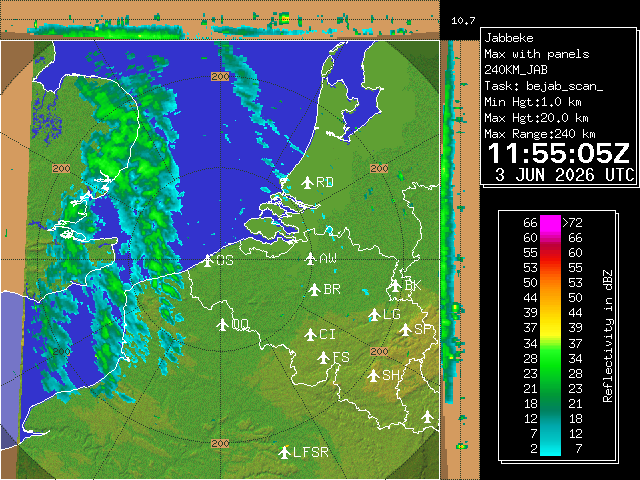 10.7
Jabbeke
Max with panels
240KM_JAB
Task: bejab_scan_
Min Hgt:1.0 km
Max Hgt:20.0 km
Max Range:240 km
11:55:05Z
3 JUN 2026 UTC
200
200
200
RD
OS
AW
BR
BK
LG
SP
QO
CI
FS
SH
200
200
200
LFSR
66 >72
60 66
55 60
53 55
50 53
44 50
39 44
37 39
34 37
28 34
23 28
21 23
18 21
12 18
7 12
2 7
Reflectivity in dBZ